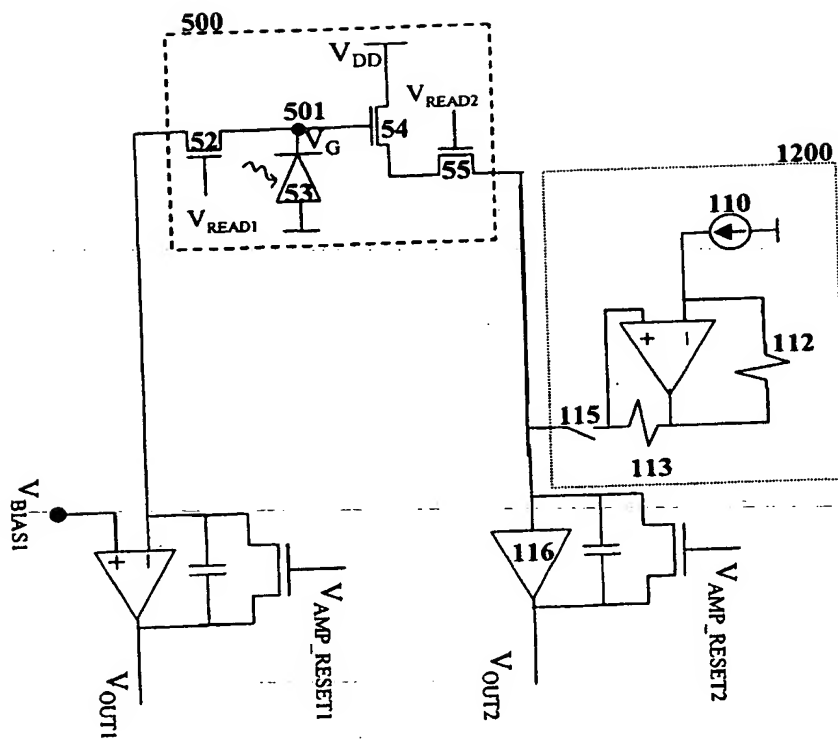 500
V_DD
V_READ2
501
52
V_G
54
53
55
V_READ1
1200
110
+
−
112
115
113
V_BIAS1
+
−
116
V_AMP_RESET1
V_AMP_RESET2
V_OUT1
V_OUT2